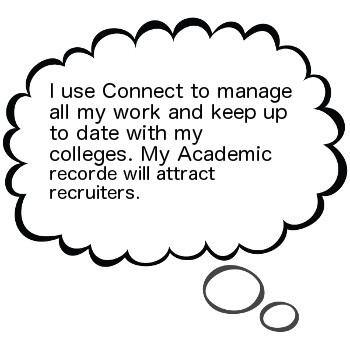 I use Connect to manage
all my work and keep up
to date with my
colleges. My Academic
recorde will attract
recruiters.